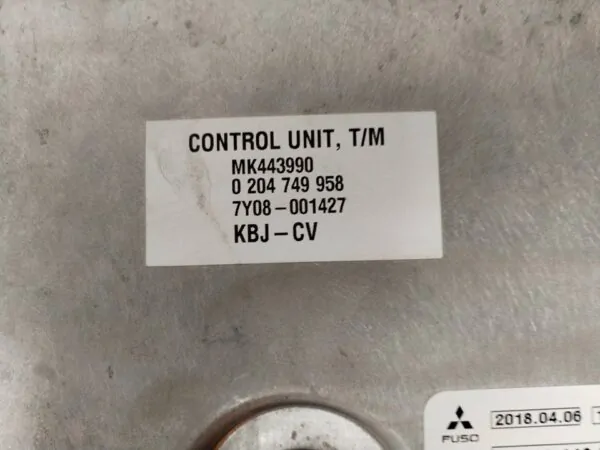 CONTROL UNIT, T/M
MK443990
0 204 749 958
7Y08-001427
KBJ-CV
2018.04.06
FUSO